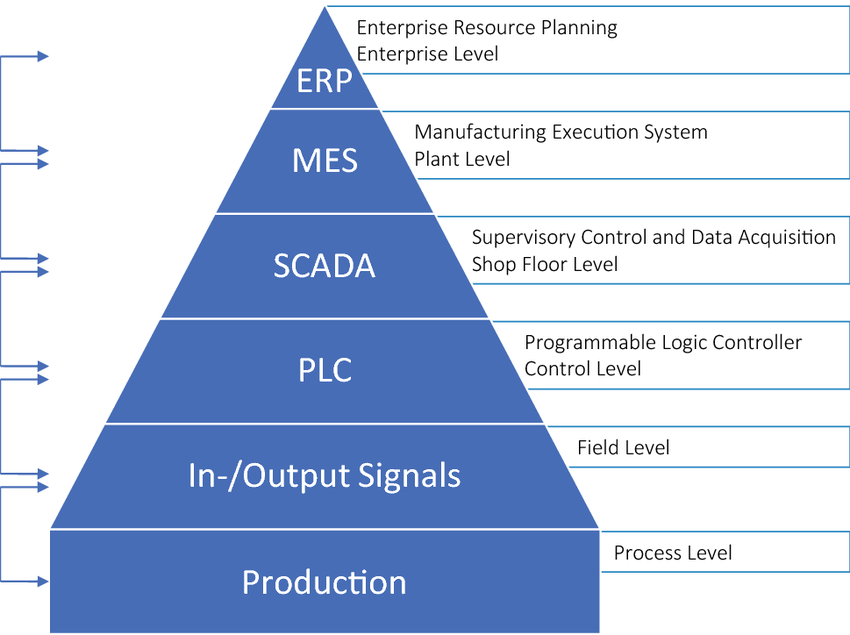 Enterprise Resource Planning
Enterprise Level
ERP
Manufacturing Execution System
Plant Level
MES
Supervisory Control and Data Acquisition
Shop Floor Level
SCADA
Programmable Logic Controller
Control Level
PLC
Field Level
In-/Output Signals
Process Level
Production